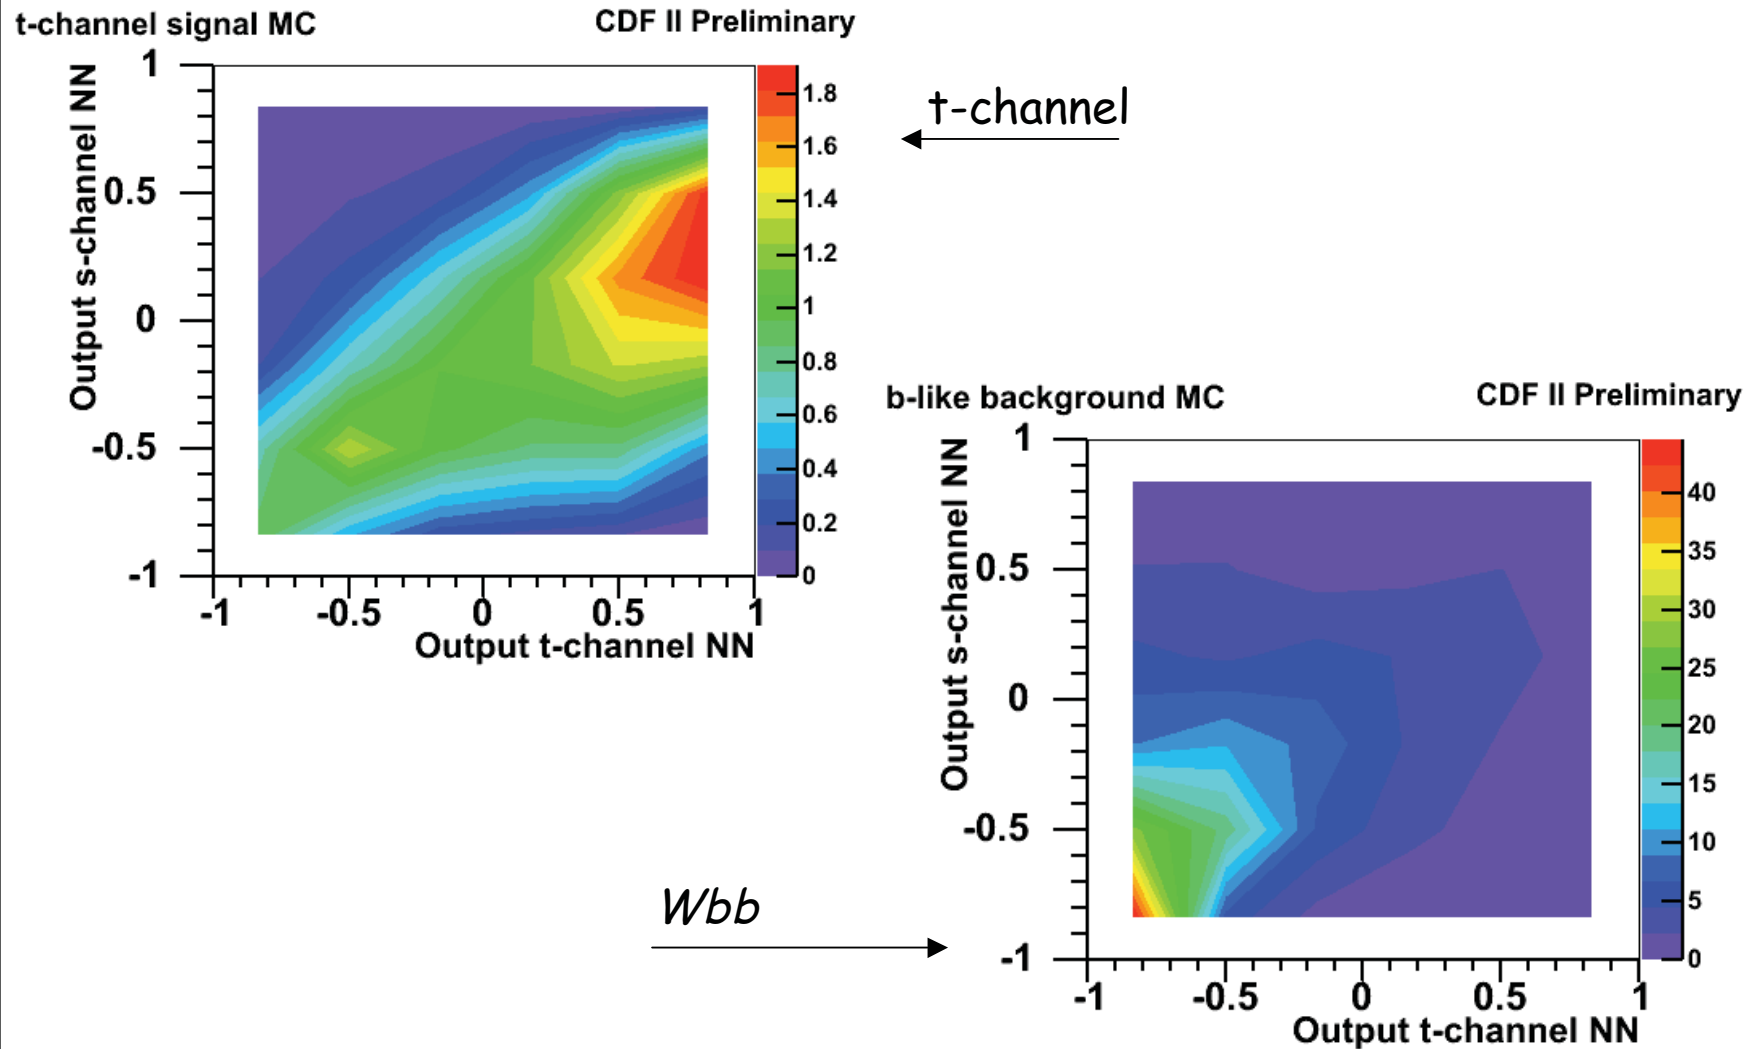 t-channel signal MC CDF II Preliminary
1
0.5
0
-0.5
-1
Output s-channel NN
-1 -0.5 0 0.5 1
Output t-channel NN
1.8
1.6
1.4
1.2
1
0.8
0.6
0.4
0.2
0
t-channel
b-like background MC CDF II Preliminary
1
0.5
0
-0.5
-1
Output s-channel NN
-1 -0.5 0 0.5 1
Output t-channel NN
40
35
30
25
20
15
10
5
0
Wbb